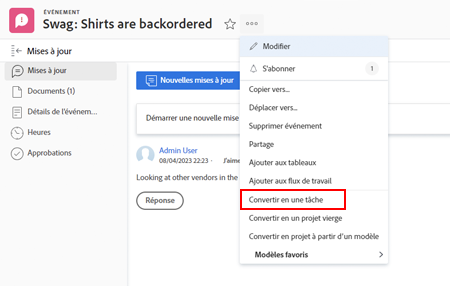 ÉVÉNEMENT
Swag: Shirts are backordered
Mises à jour
Mises à jour
Documents (1)
Détails de l'événem...
Heures
Approbations
Nouvelles mises à jour
Démarrer une nouvelle mise
Admin User
08/04/2023 22:23 · J'aime
Looking at other vendors in the
Réponse
Modifier
S'abonner 1
Copier vers...
Déplacer vers...
Supprimer événement
Partage
Ajouter aux tableaux
Ajouter aux flux de travail
Convertir en une tâche
Convertir en un projet vierge
Convertir en projet à partir d'un modèle
Modèles favoris